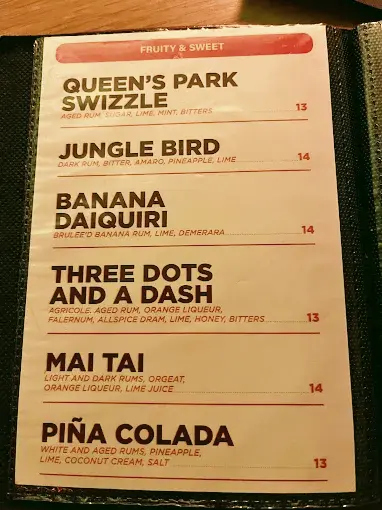 FRUITY & SWEET
QUEEN'S PARK
SWIZZLE
AGED RUM, SUGAR, LIME, MINT, BITTERS 13
JUNGLE BIRD
DARK RUM, BITTER, AMARO, PINEAPPLE, LIME 14
BANANA
DAIQUIRI
BRULEE'D BANANA RUM, LIME, DEMERARA 14
THREE DOTS
AND A DASH
AGRICOLE, AGED RUM, ORANGE LIQUEUR,
FALERNUM, ALLSPICE DRAM, LIME, HONEY, BITTERS 13
MAI TAI
LIGHT AND DARK RUMS, ORGEAT,
ORANGE LIQUEUR, LIME JUICE 14
PIÑA COLADA
WHITE AND AGED RUMS, PINEAPPLE,
LIME, COCONUT CREAM, SALT 13